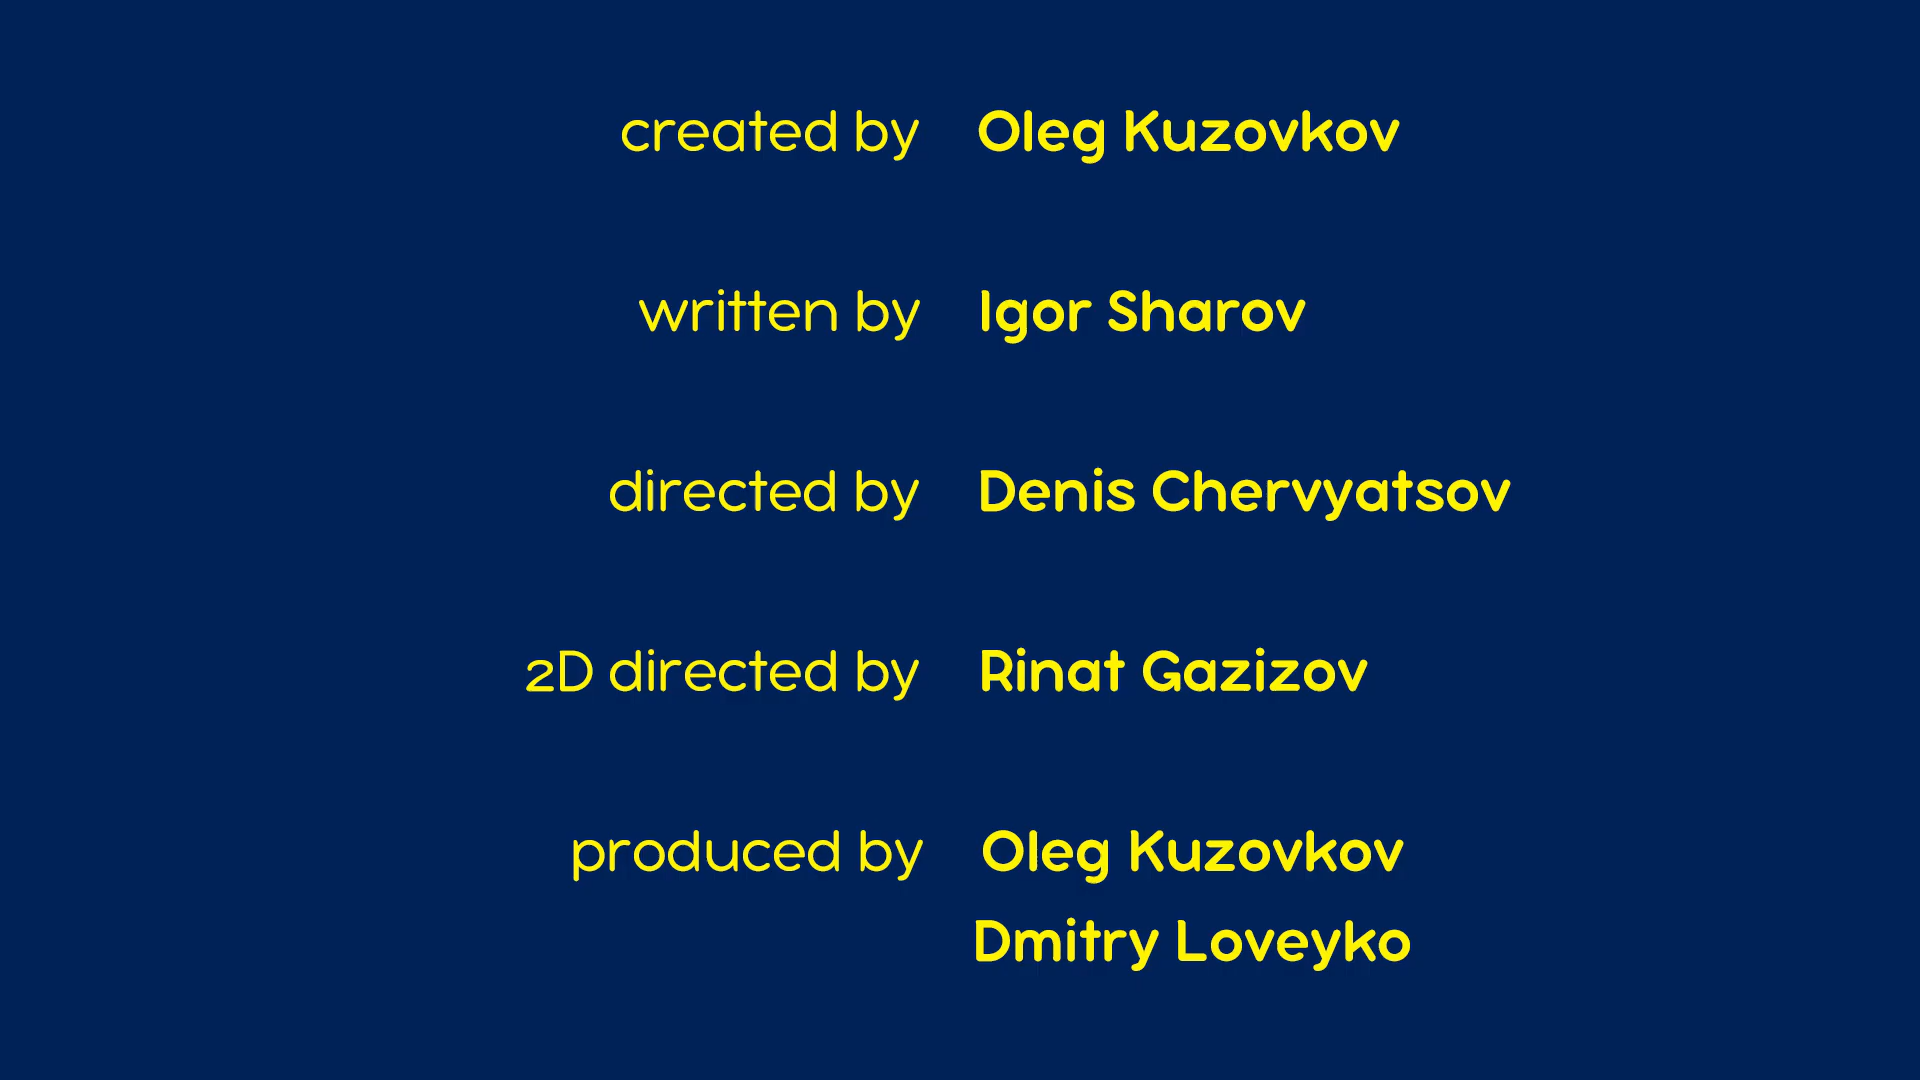 created by Oleg Kuzovkov
written by Igor Sharov
directed by Denis Chervyatsov
2D directed by Rinat Gazizov
produced by Oleg Kuzovkov
Dmitry Loveyko